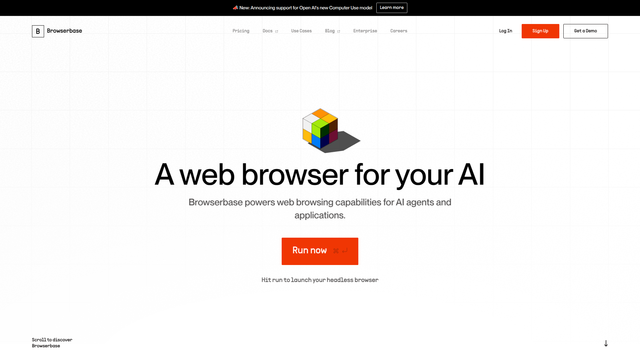 📣 New: Announcing support for Open AI's new Computer Use model Learn more
B Browserbase Pricing Docs Use Cases Blog Enterprise Careers Log In Sign Up Get a Demo
A web browser for your AI
Browserbase powers web browsing capabilities for AI agents and
applications.
Run now
Hit run to launch your headless browser
Scroll to discover
Browserbase